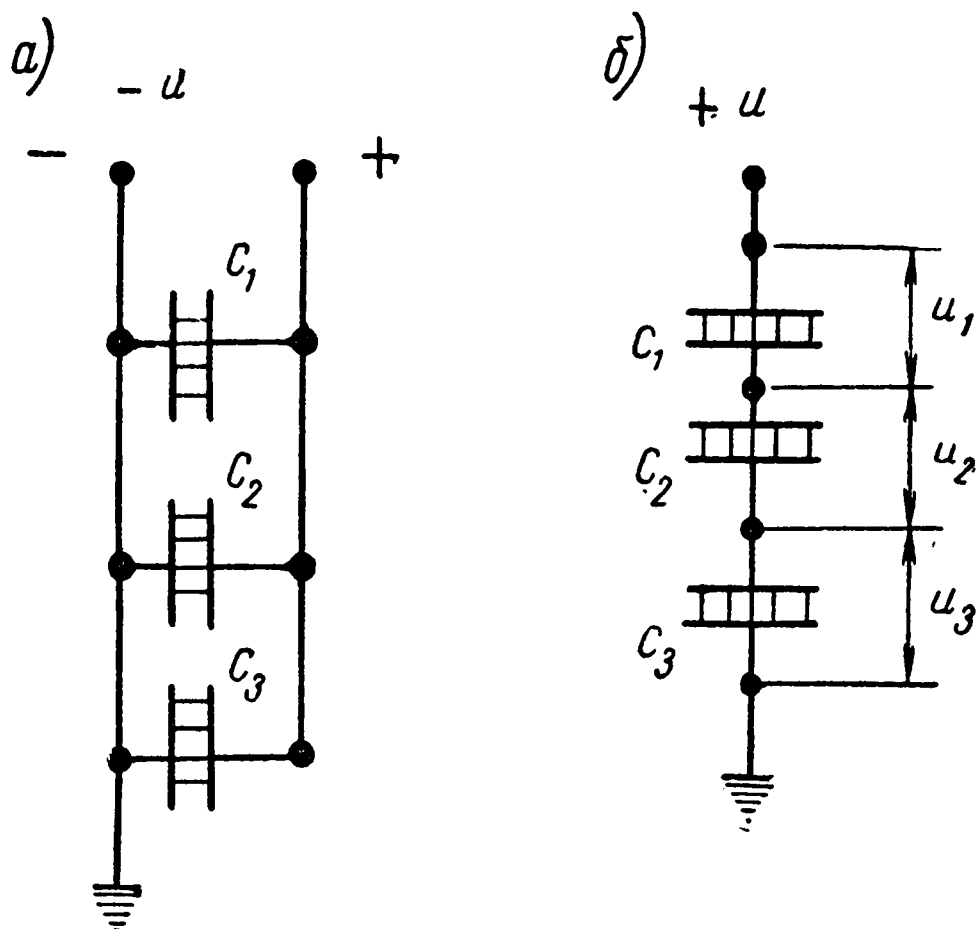 а)
- u
- +
C₁
C₂
C₃
б)
+ u
C₁
u₁
C₂
u₂
C₃
u₃